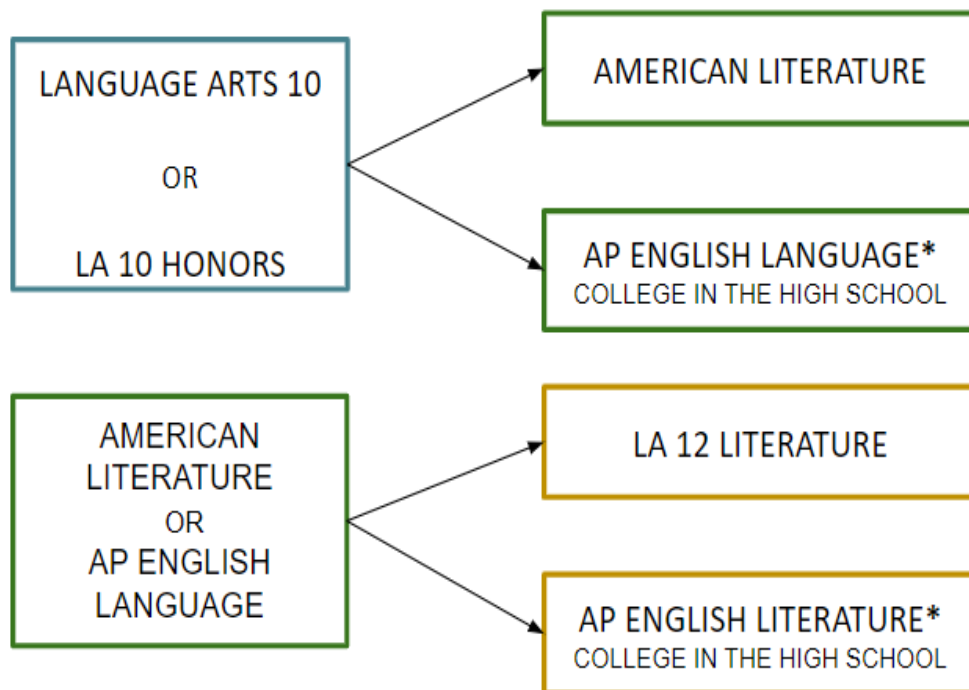 LANGUAGE ARTS 10
OR
LA 10 HONORS
AMERICAN LITERATURE
AP ENGLISH LANGUAGE*
COLLEGE IN THE HIGH SCHOOL
AMERICAN
LITERATURE
OR
AP ENGLISH
LANGUAGE
LA 12 LITERATURE
AP ENGLISH LITERATURE*
COLLEGE IN THE HIGH SCHOOL